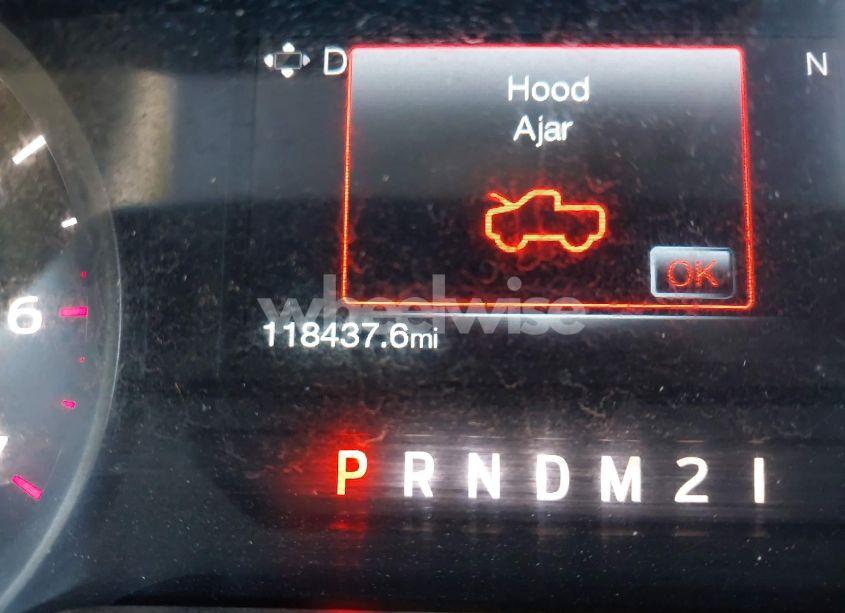 D
N
Hood
Ajar
OK
6
wheelwise
118437.6mi
P R N D M 2 1